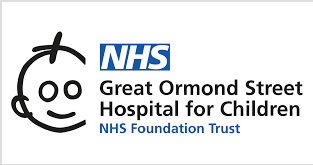 NHS
Great Ormond Street
Hospital for Children
NHS Foundation Trust